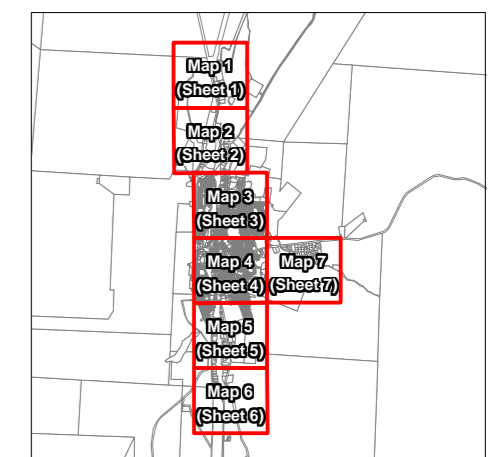 Map 1
(Sheet 1)
Map 2
(Sheet 2)
Map 3
(Sheet 3)
Map 4
(Sheet 4)
Map 7
(Sheet 7)
Map 5
(Sheet 5)
Map 6
(Sheet 6)